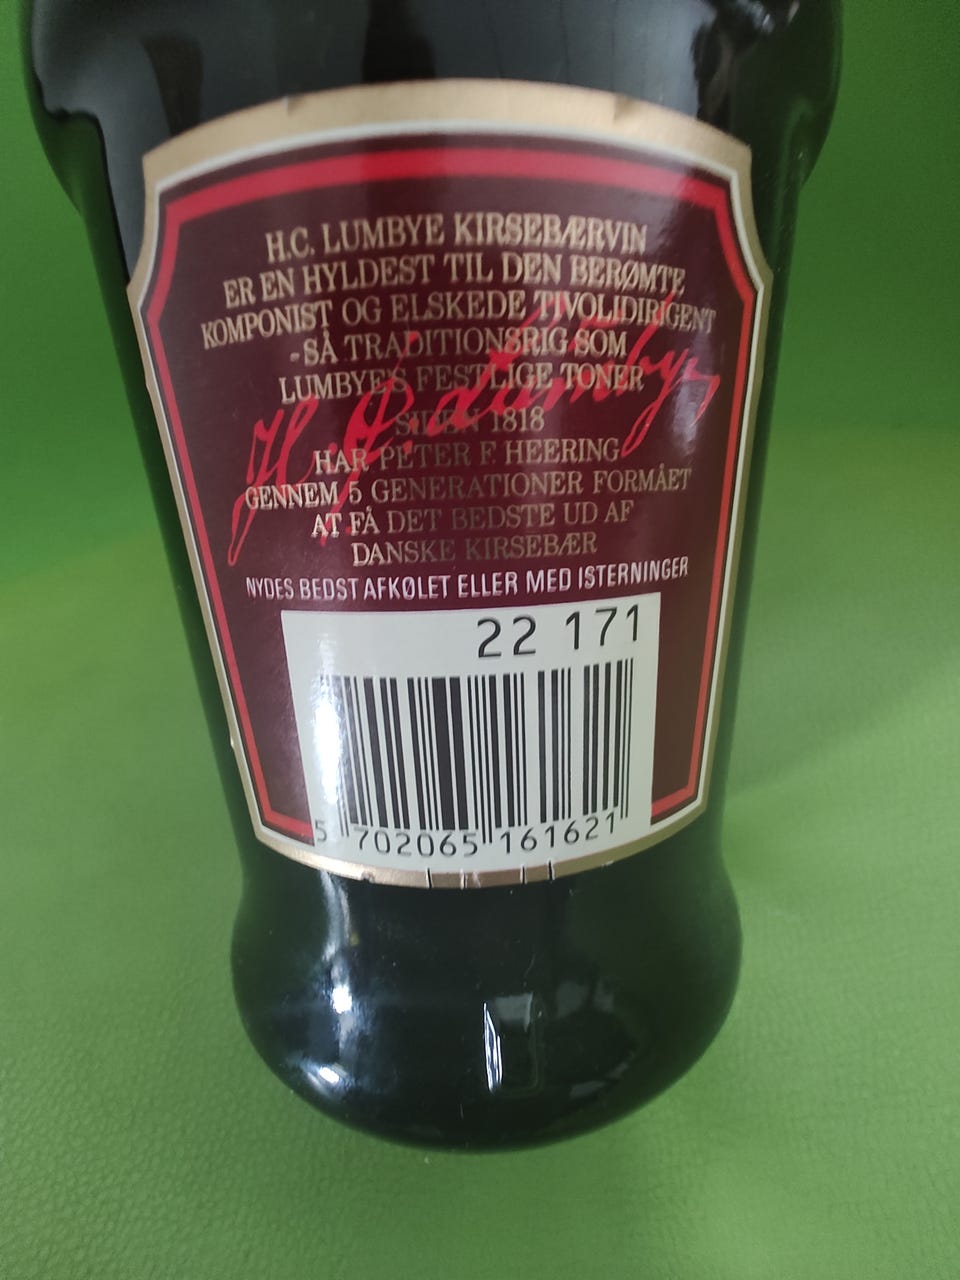 H.C. LUMBYE KIRSEBÆRVIN
ER EN HYLDEST TIL DEN BERØMTE
KOMPONIST OG ELSKEDE TIVOLIDIRIGENT
- SÅ TRADITIONSRIG SOM
LUMBYE'S FESTLIGE TONER
SIDEN 1818
HAR PETER F. HEERING
GENNEM 5 GENERATIONER FORMÅET
AT FÅ DET BEDSTE UD AF
DANSKE KIRSEBÆR
H. C. Lumbye
NYDES BEDST AFKØLET ELLER MED ISTERNINGER
22 171
5 702065 161621